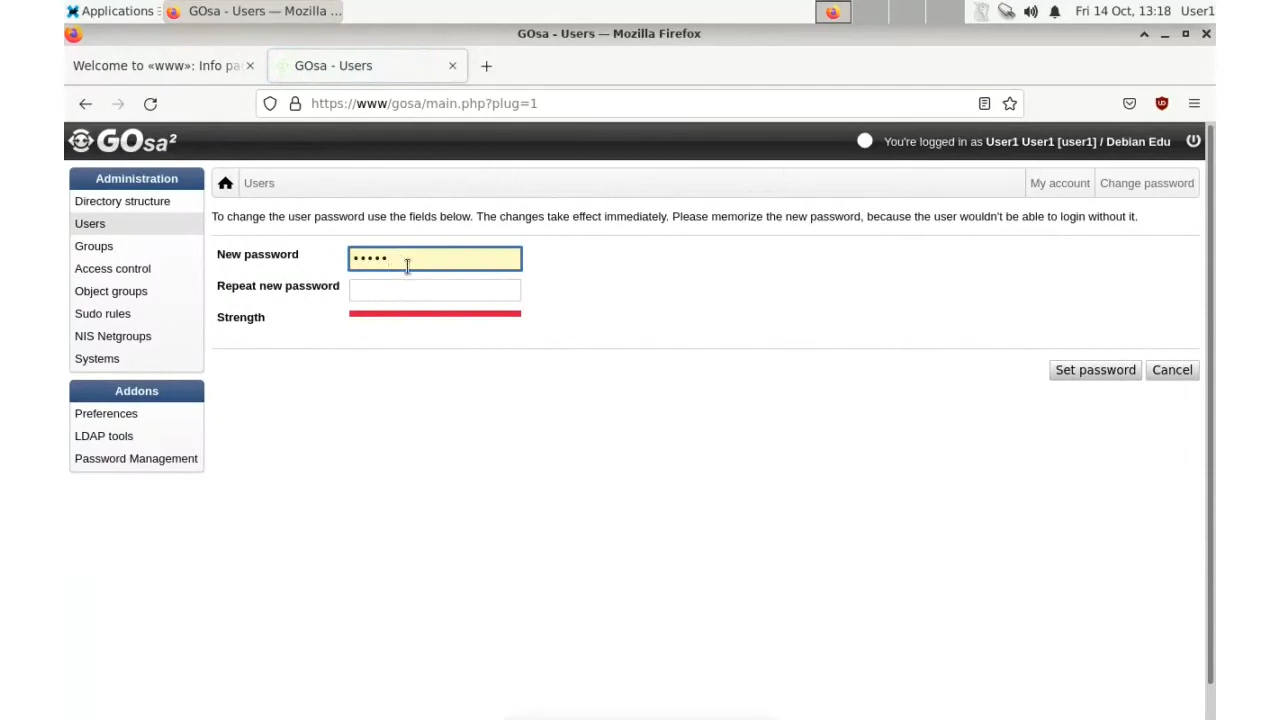 Applications
GOsa - Users — Mozilla ...
Fri 14 Oct, 13:18
User1
GOsa - Users — Mozilla Firefox
Welcome to «www»: Info pa
GOsa - Users
https://www/gosa/main.php?plug=1
GOsa²
You're logged in as User1 User1 [user1] / Debian Edu
Administration
Directory structure
Users
Groups
Access control
Object groups
Sudo rules
NIS Netgroups
Systems
Addons
Preferences
LDAP tools
Password Management
Users
My account
Change password
To change the user password use the fields below. The changes take effect immediately. Please memorize the new password, because the user wouldn't be able to login without it.
New password
•••••
Repeat new password
Strength
Set password
Cancel